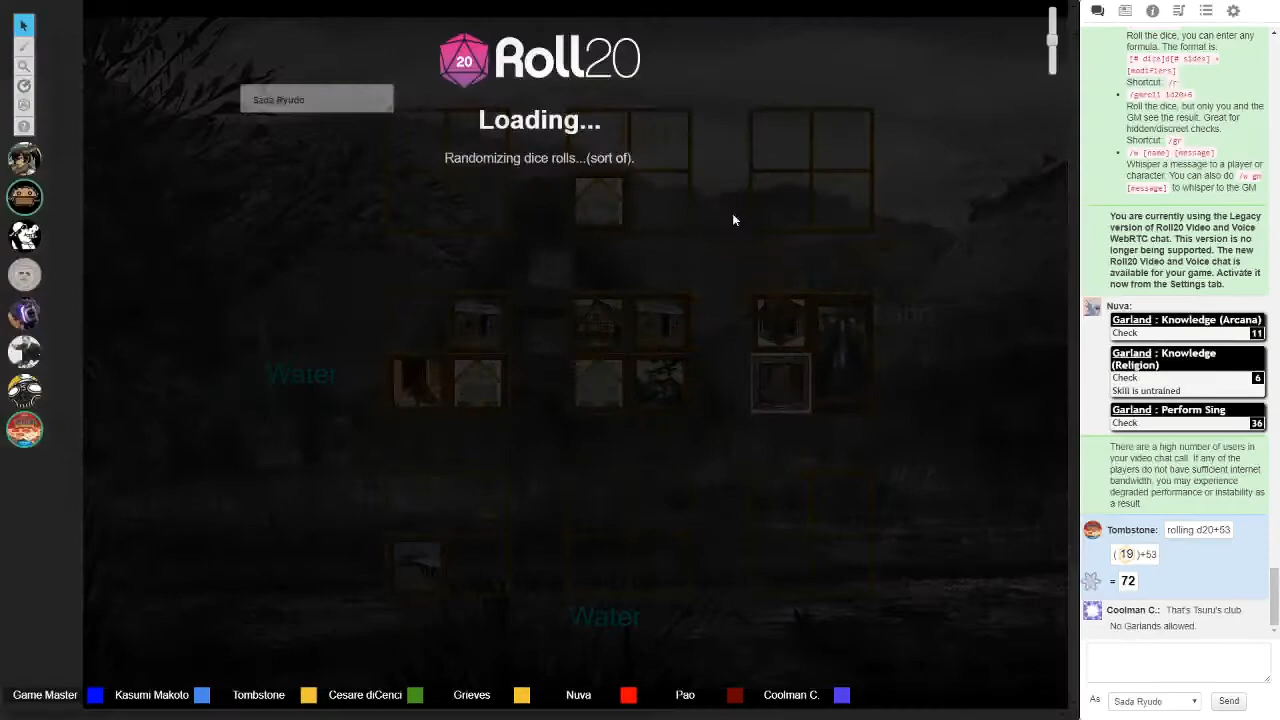 20
Roll20
Sada Ryudo
Loading...
Randomizing dice rolls...(sort of).
Water
Water
Game Master
Kasumi Makoto
Tombstone
Cesare diCenci
Grieves
Nuva
Pao
Coolman C.
Roll the dice, you can enter any
formula. The format is:
[# dice]d[# sides] +
[modifiers]
Shortcut: /r
/gmroll 1d20+6
Roll the dice, but only you and the
GM see the result. Great for
hidden/discreet checks.
Shortcut: /gr
/w [name] [message]
Whisper a message to a player or
character. You can also do /w gm
[message] to whisper to the GM
You are currently using the Legacy
version of Roll20 Video and Voice
WebRTC chat. This version is no
longer being supported. The new
Roll20 Video and Voice chat is
available for your game. Activate it
now from the Settings tab.
Nuva:
Garland : Knowledge (Arcana)
Check 11
Garland : Knowledge
(Religion)
Check 6
Skill is untrained
Garland : Perform Sing
Check 36
There are a high number of users in
your video chat call. If any of the
players do not have sufficient internet
bandwidth, you may experience
degraded performance or instability as
a result
Tombstone: rolling d20+53
( 19 )+53
= 72
Coolman C.: That's Tsuru's club
No Garlands allowed.
As Sada Ryudo Send